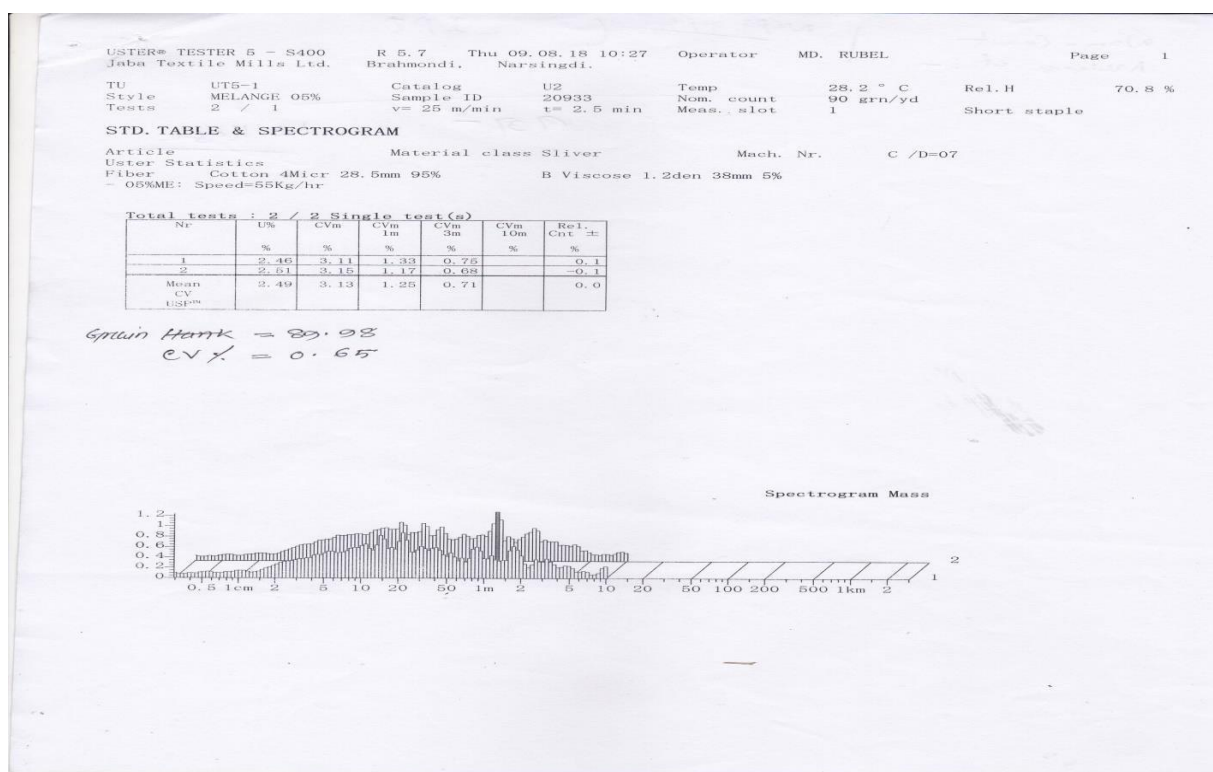 USTER® TESTER 5 - S400 R 5.7 Thu 09.08.18 10:27 Operator MD. RUBEL Page 1
Jaba Textile Mills Ltd. Brahmondi. Narsingdi.
TU UT5-1 Catalog U2 Temp 28.2 ° C Rel.H 70.8 %
Style MELANGE 05% Sample ID 20933 Nom. count 90 grn/yd
Tests 2 / 1 v= 25 m/min t= 2.5 min Meas. slot 1 Short staple
STD. TABLE & SPECTROGRAM
Article Material class Sliver Mach. Nr. C /D=07
Uster Statistics
Fiber Cotton 4Micr 28.5mm 95% B Viscose 1.2den 38mm 5%
- 05%ME: Speed=55Kg/hr
Total tests : 2 / 2 Single test(s)
Nr U% CVm CVm CVm CVm Rel.
1m 3m 10m Cnt ±
% % % % % %
1 2.46 3.11 1.33 0.75 0.1
2 2.51 3.15 1.17 0.68 -0.1
Mean 2.49 3.13 1.25 0.71 0.0
CV
USP™
Grain Hank = 89.98
CV% = 0.65
Spectrogram Mass
1.2
1
0.8
0.6
0.4
0.2
0
2
1
0.5 1cm 2 5 10 20 50 1m 2 5 10 20 50 100 200 500 1km 2